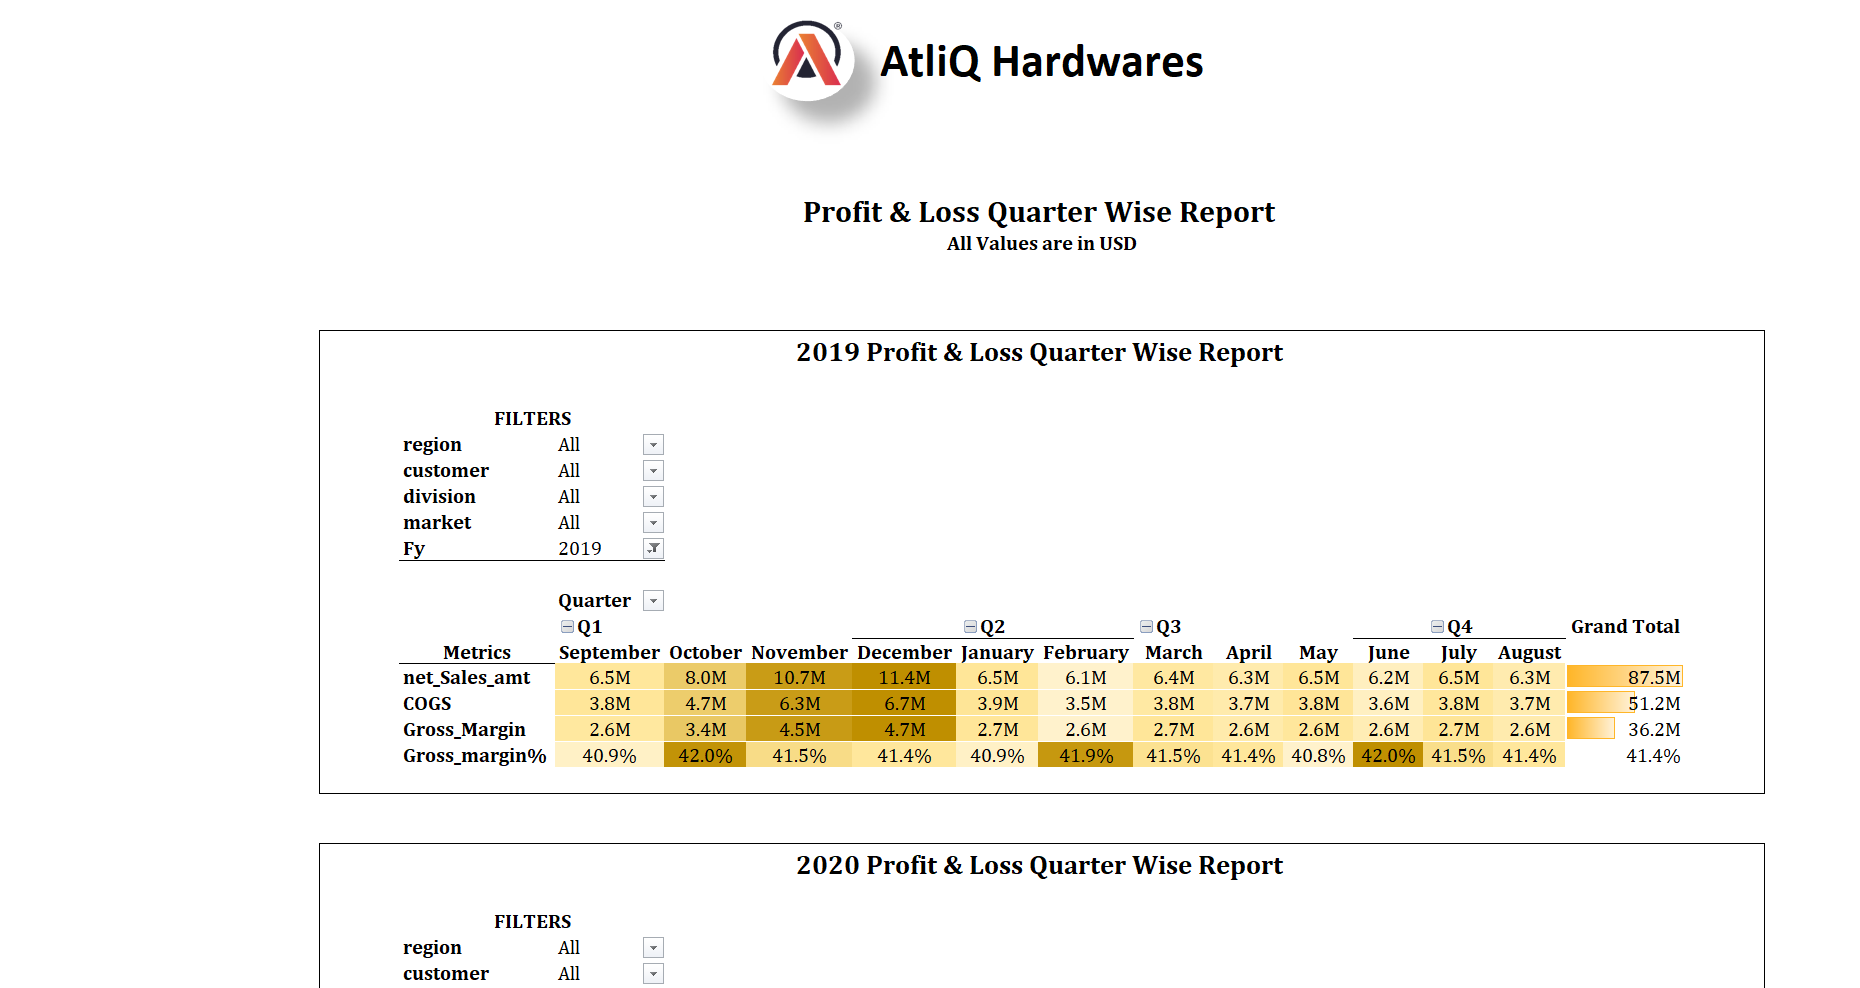 AtliQ Hardwares
Profit & Loss Quarter Wise Report
All Values are in USD
2019 Profit & Loss Quarter Wise Report
FILTERS
region All
customer All
division All
market All
Fy 2019
Quarter
Q1 Q2 Q3 Q4 Grand Total
Metrics September October November December January February March April May June July August
net_Sales_amt 6.5M 8.0M 10.7M 11.4M 6.5M 6.1M 6.4M 6.3M 6.5M 6.2M 6.5M 6.3M 87.5M
COGS 3.8M 4.7M 6.3M 6.7M 3.9M 3.5M 3.8M 3.7M 3.8M 3.6M 3.8M 3.7M 51.2M
Gross_Margin 2.6M 3.4M 4.5M 4.7M 2.7M 2.6M 2.7M 2.6M 2.6M 2.6M 2.7M 2.6M 36.2M
Gross_margin% 40.9% 42.0% 41.5% 41.4% 40.9% 41.9% 41.5% 41.4% 40.8% 42.0% 41.5% 41.4% 41.4%
2020 Profit & Loss Quarter Wise Report
FILTERS
region All
customer All